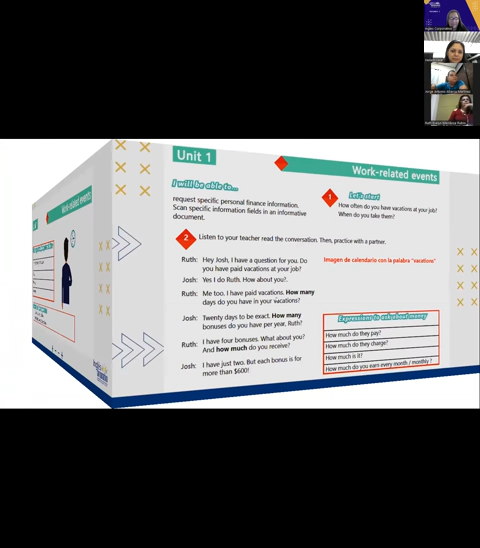 Unit 1
Work-related events
I will be able to...
request specific personal finance information.
Scan specific information fields in an informative
document.
1
Let's start
How often do you have vacations at your job?
When do you take them?
2
Listen to your teacher read the conversation. Then, practice with a partner.
Ruth: Hey Josh, I have a question for you. Do
you have paid vacations at your job?
Josh: Yes I do Ruth. How about you?.
Ruth: Me too. I have paid vacations. How many
days do you have in your vacations?
Josh: Twenty days to be exact. How many
bonuses do you have per year, Ruth?
Ruth: I have four bonuses. What about you?
And how much do you receive?
Josh: I have just two. But each bonus is for
more than $600!
Imagen de calendario con la palabra "vacations"
Expressions to ask about money
How much do they pay?
How much do they charge?
How much is it?
How much do you earn every month / monthly ?
Work-related events